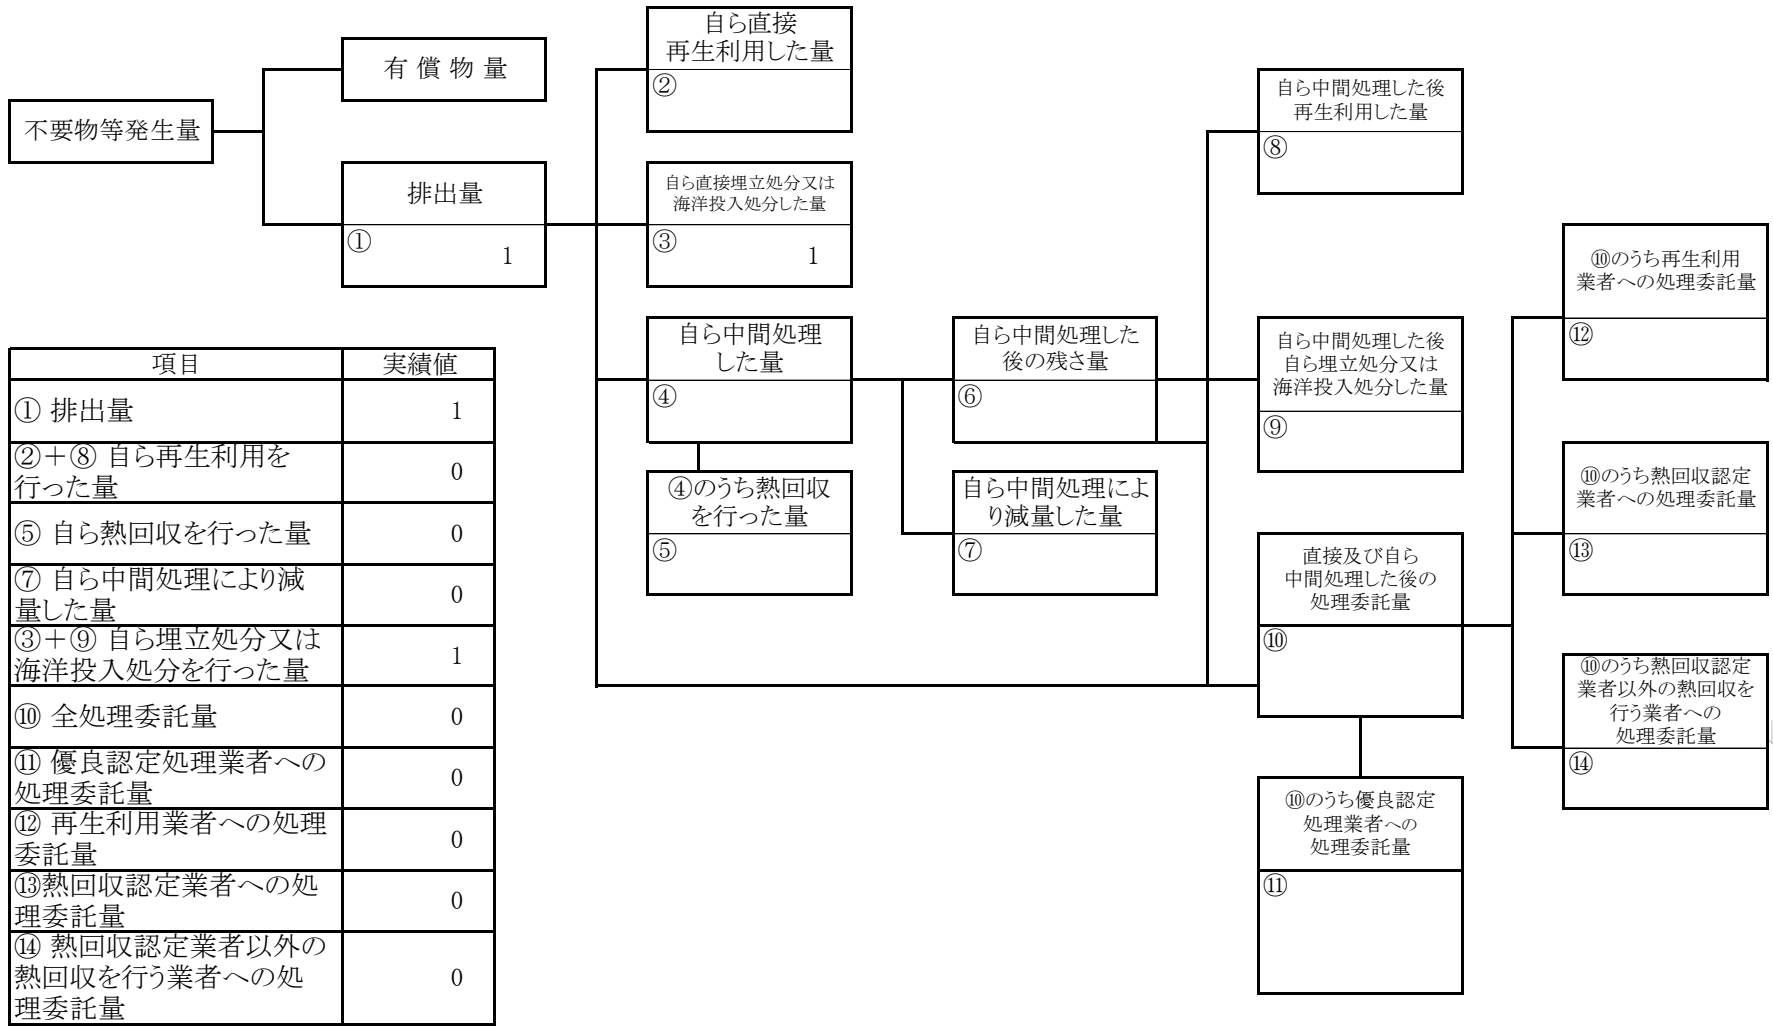 不要物等発生量
有 償 物 量
排出量
①
1
自ら直接
再生利用した量
②
自ら直接埋立処分又は
海洋投入処分した量
③
1
自ら中間処理
した量
④
④のうち熱回収
を行った量
⑤
自ら中間処理した
後の残さ量
⑥
自ら中間処理によ
り減量した量
⑦
自ら中間処理した後
再生利用した量
⑧
自ら中間処理した後
自ら埋立処分又は
海洋投入処分した量
⑨
直接及び自ら
中間処理した後の
処理委託量
⑩
⑩のうち優良認定
処理業者への
処理委託量
⑪
⑩のうち再生利用
業者への処理委託量
⑫
⑩のうち熱回収認定
業者への処理委託量
⑬
⑩のうち熱回収認定
業者以外の熱回収を
行う業者への
処理委託量
⑭
項目 実績値
① 排出量 1
②＋⑧ 自ら再生利用を
行った量 0
⑤ 自ら熱回収を行った量 0
⑦ 自ら中間処理により減
量した量 0
③＋⑨ 自ら埋立処分又は
海洋投入処分を行った量 1
⑩ 全処理委託量 0
⑪ 優良認定処理業者への
処理委託量 0
⑫ 再生利用業者への処理
委託量 0
⑬熱回収認定業者への処
理委託量 0
⑭ 熱回収認定業者以外の
熱回収を行う業者への処
理委託量 0